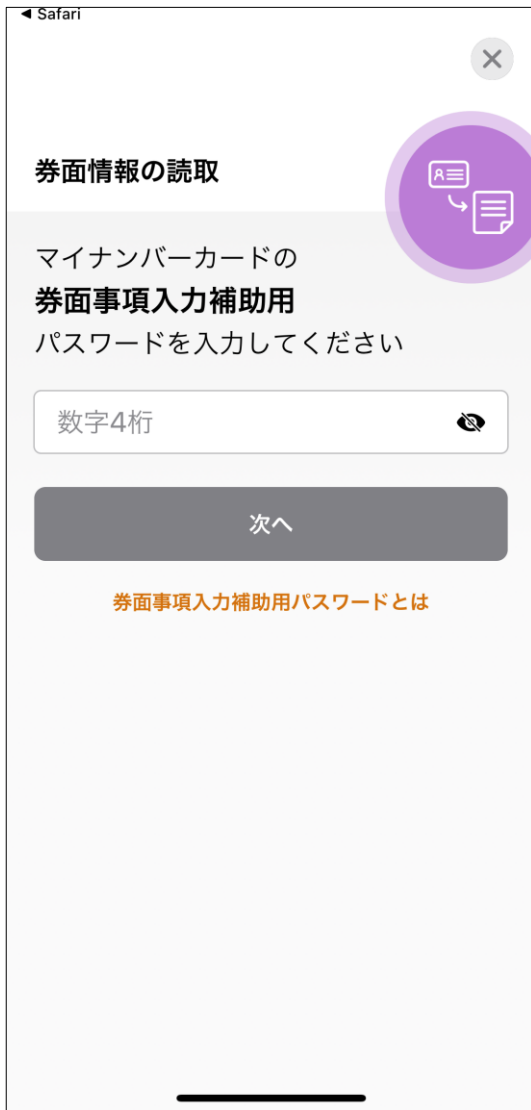 ◀ Safari
券面情報の読取
マイナンバーカードの
券面事項入力補助用
パスワードを入力してください
数字4桁
次へ
券面事項入力補助用パスワードとは